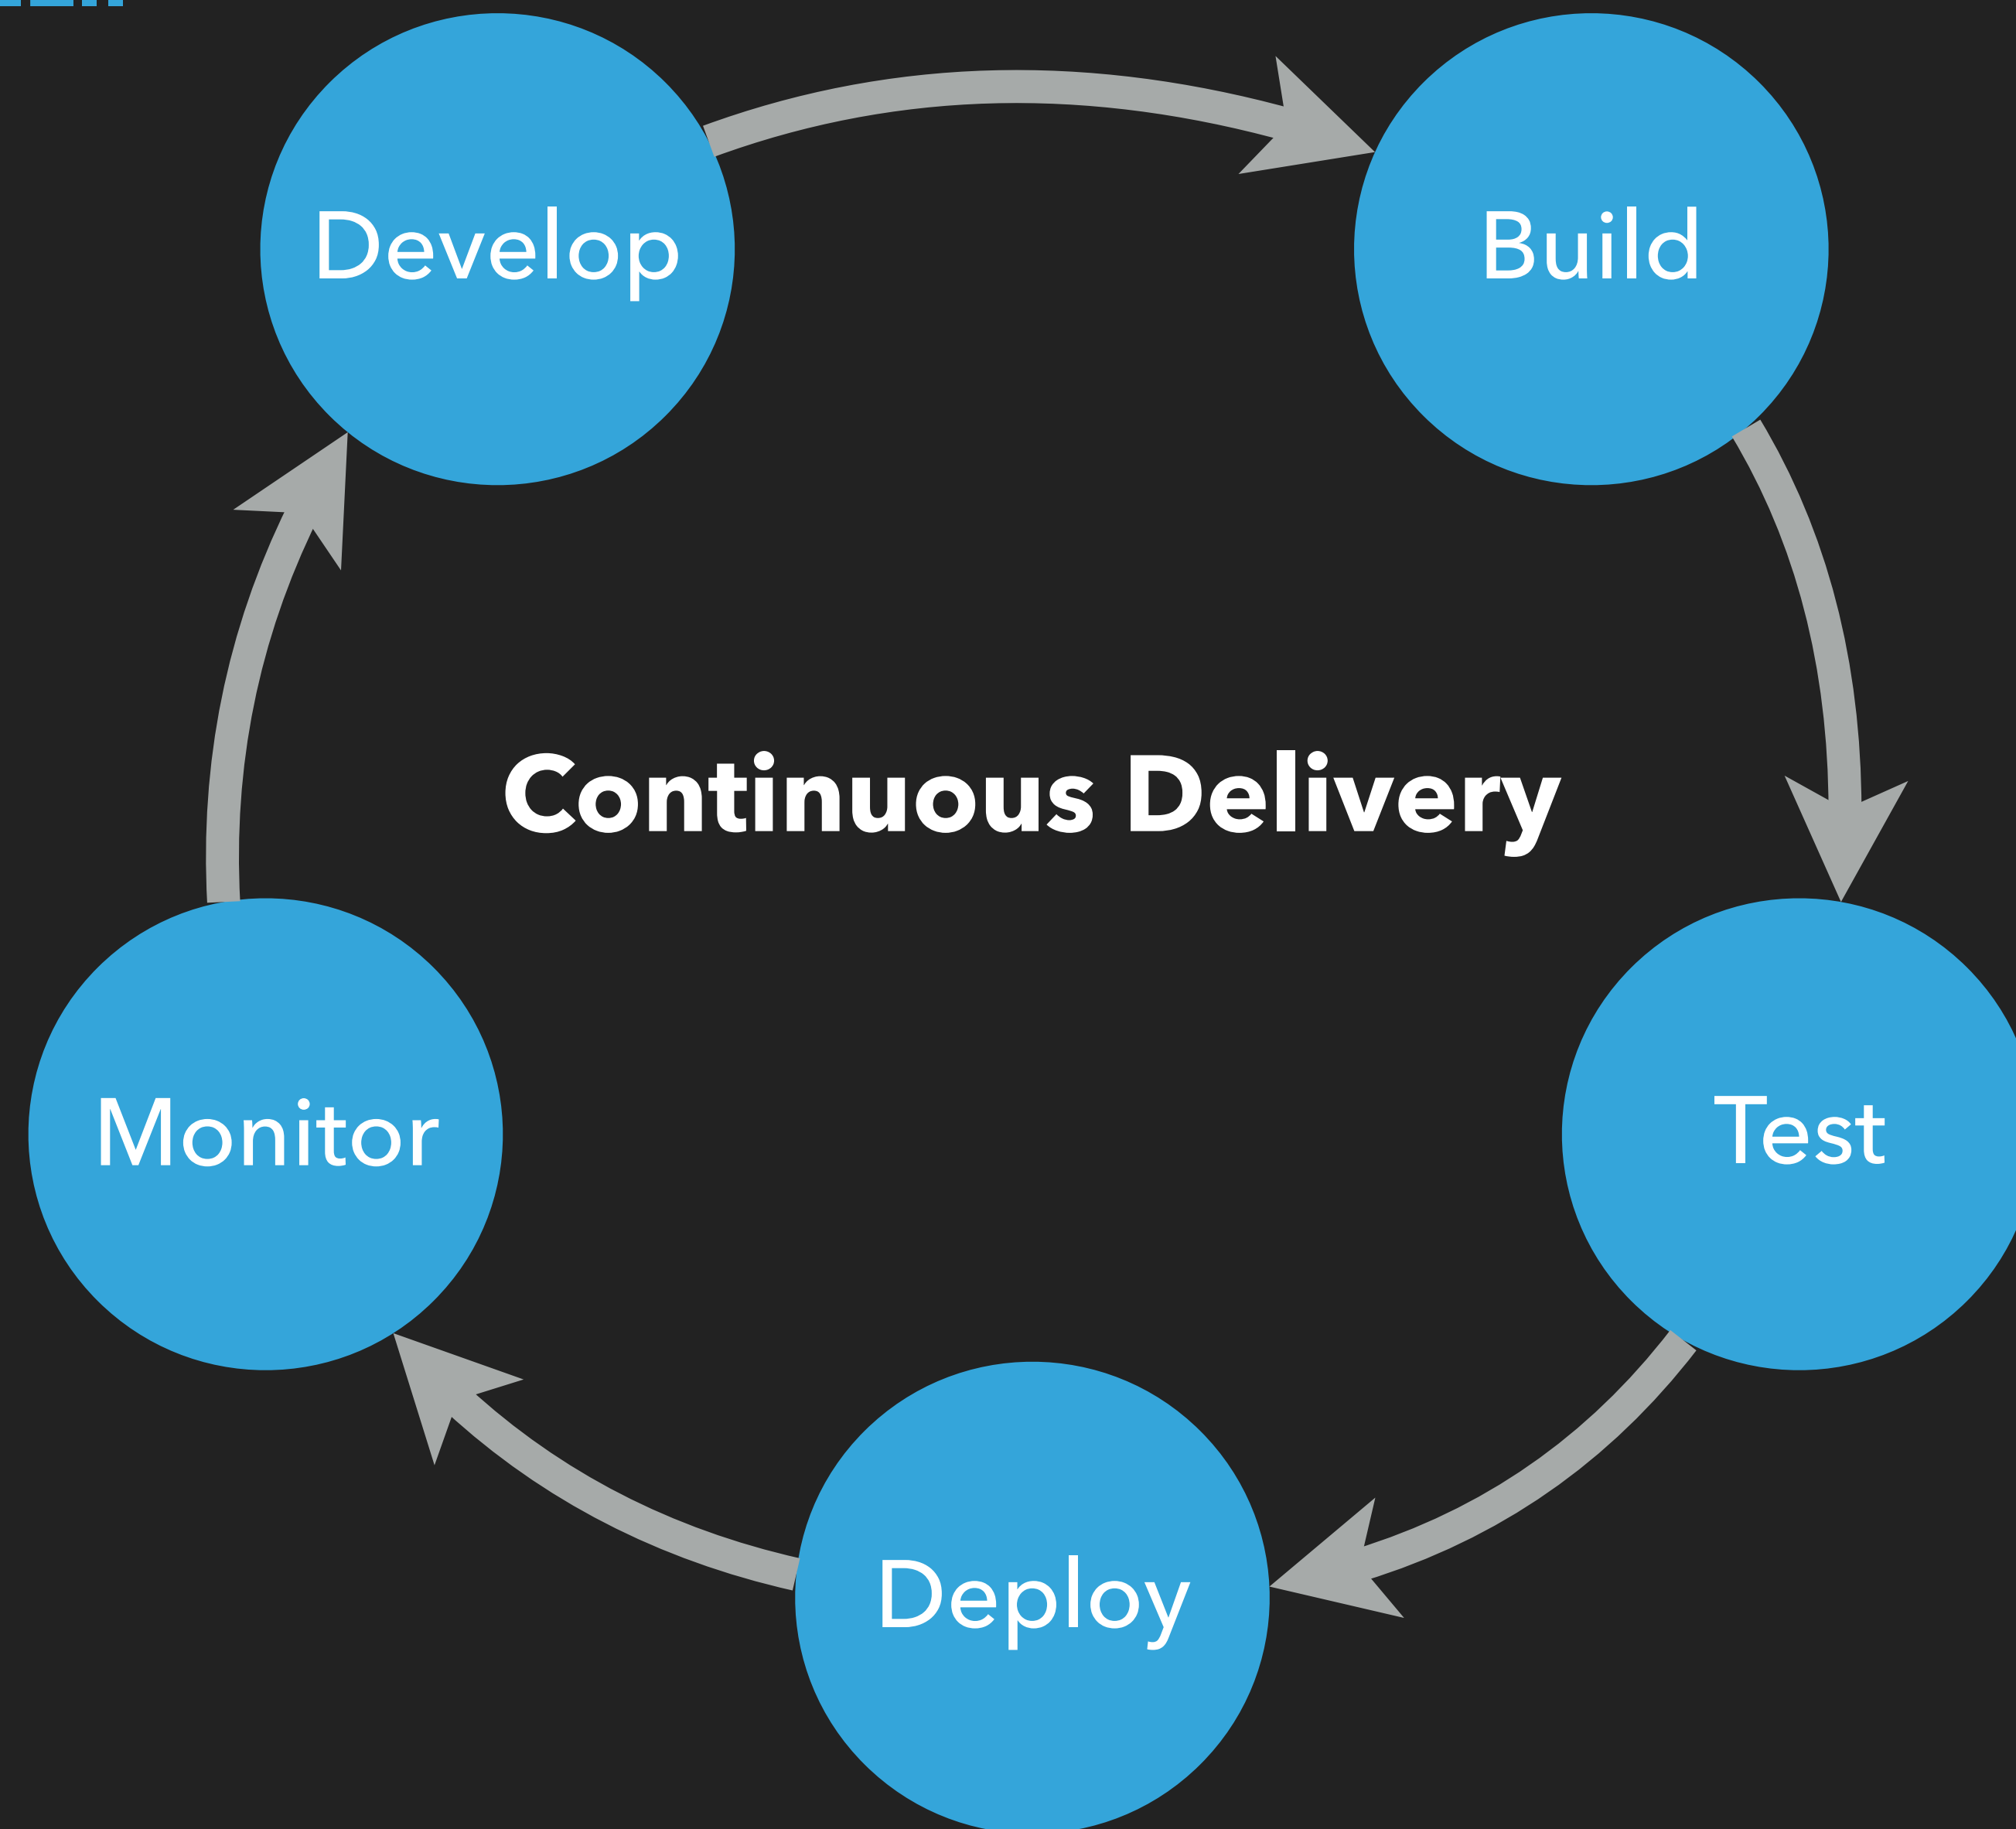 Develop
Build
Continuous Delivery
Monitor
Test
Deploy